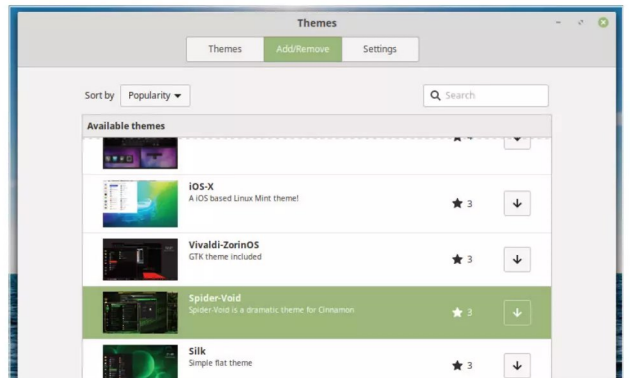 Themes
Themes Add/Remove Settings
Sort by Popularity Search
Available themes
iOS-X
A iOS based Linux Mint theme!
3
Vivaldi-ZorinOS
GTK theme included
3
Spider-Void
Spider-Void is a dramatic theme for Cinnamon
3
Silk
Simple flat theme
3